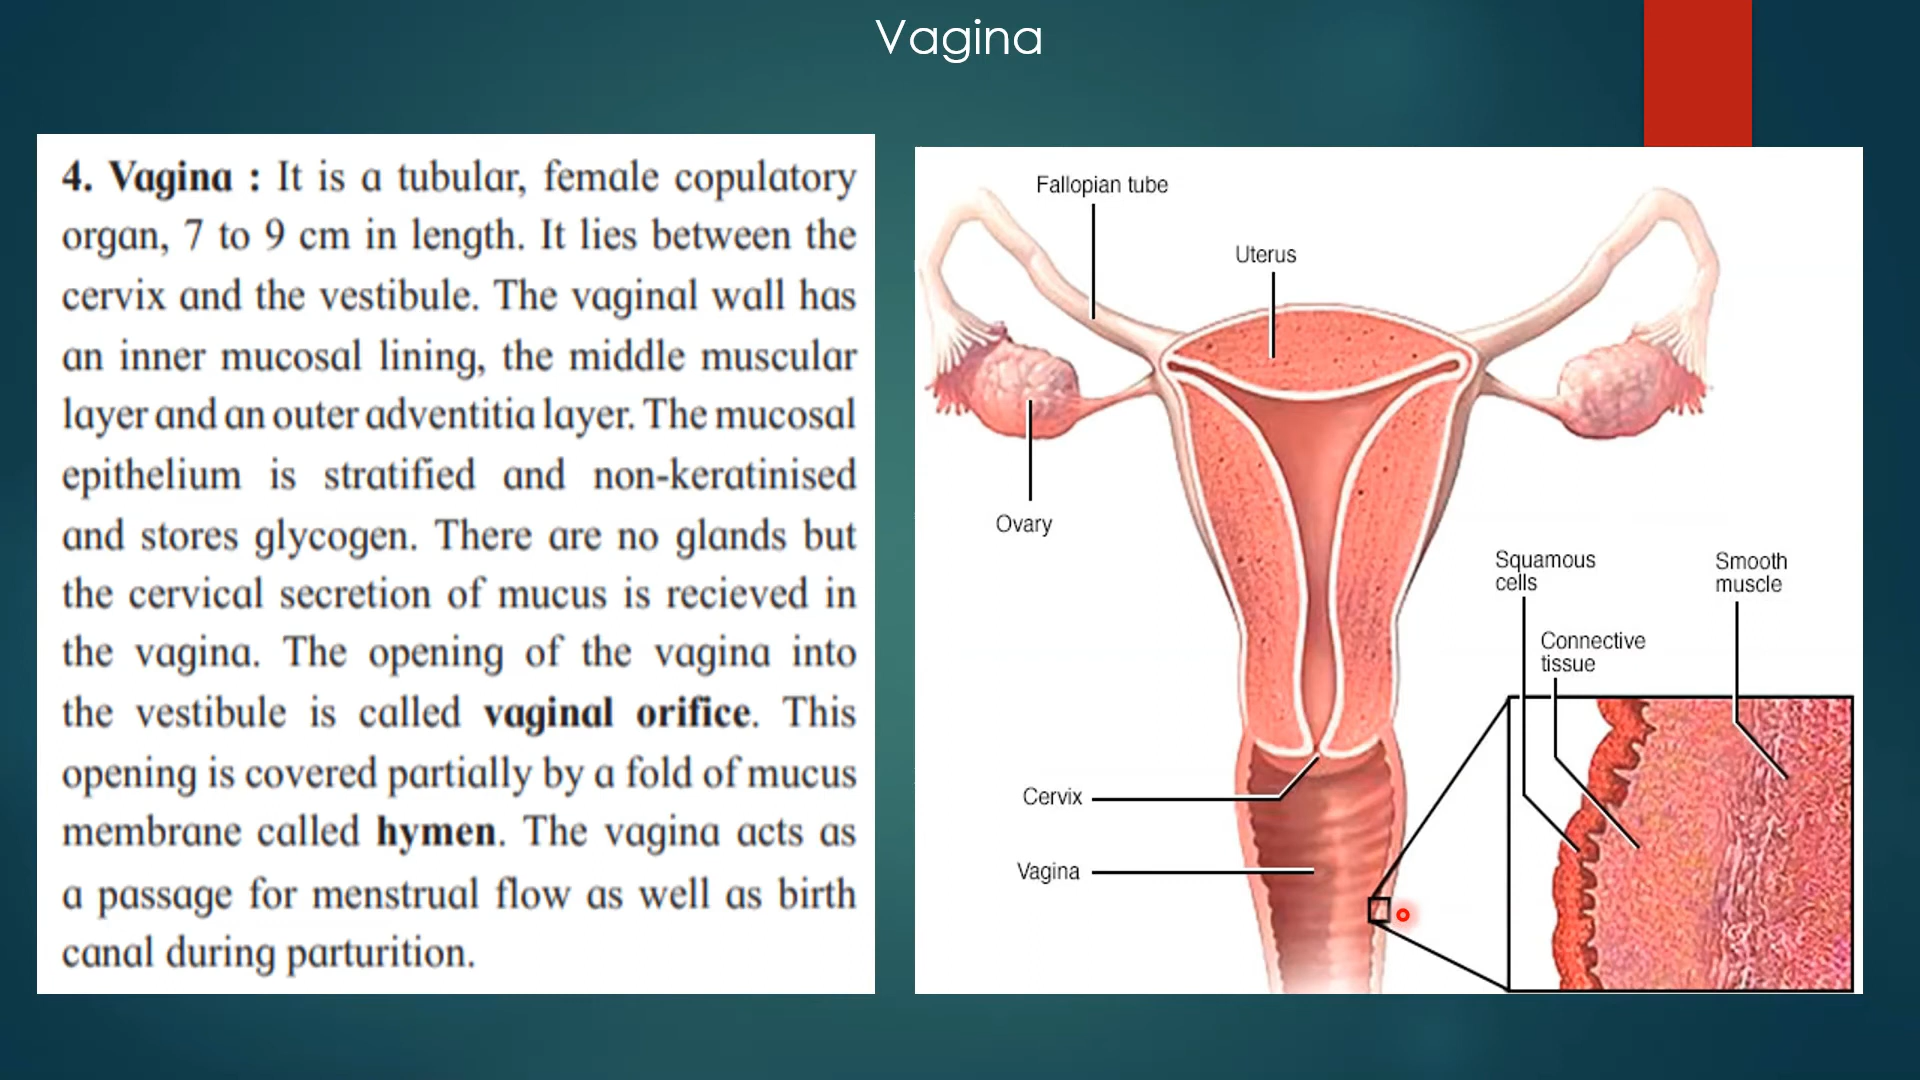 Vagina
4. Vagina : It is a tubular, female copulatory
organ, 7 to 9 cm in length. It lies between the
cervix and the vestibule. The vaginal wall has
an inner mucosal lining, the middle muscular
layer and an outer adventitia layer. The mucosal
epithelium is stratified and non-keratinised
and stores glycogen. There are no glands but
the cervical secretion of mucus is recieved in
the vagina. The opening of the vagina into
the vestibule is called vaginal orifice. This
opening is covered partially by a fold of mucus
membrane called hymen. The vagina acts as
a passage for menstrual flow as well as birth
canal during parturition.
Fallopian tube
Uterus
Ovary
Squamous
cells
Smooth
muscle
Connective
tissue
Cervix
Vagina